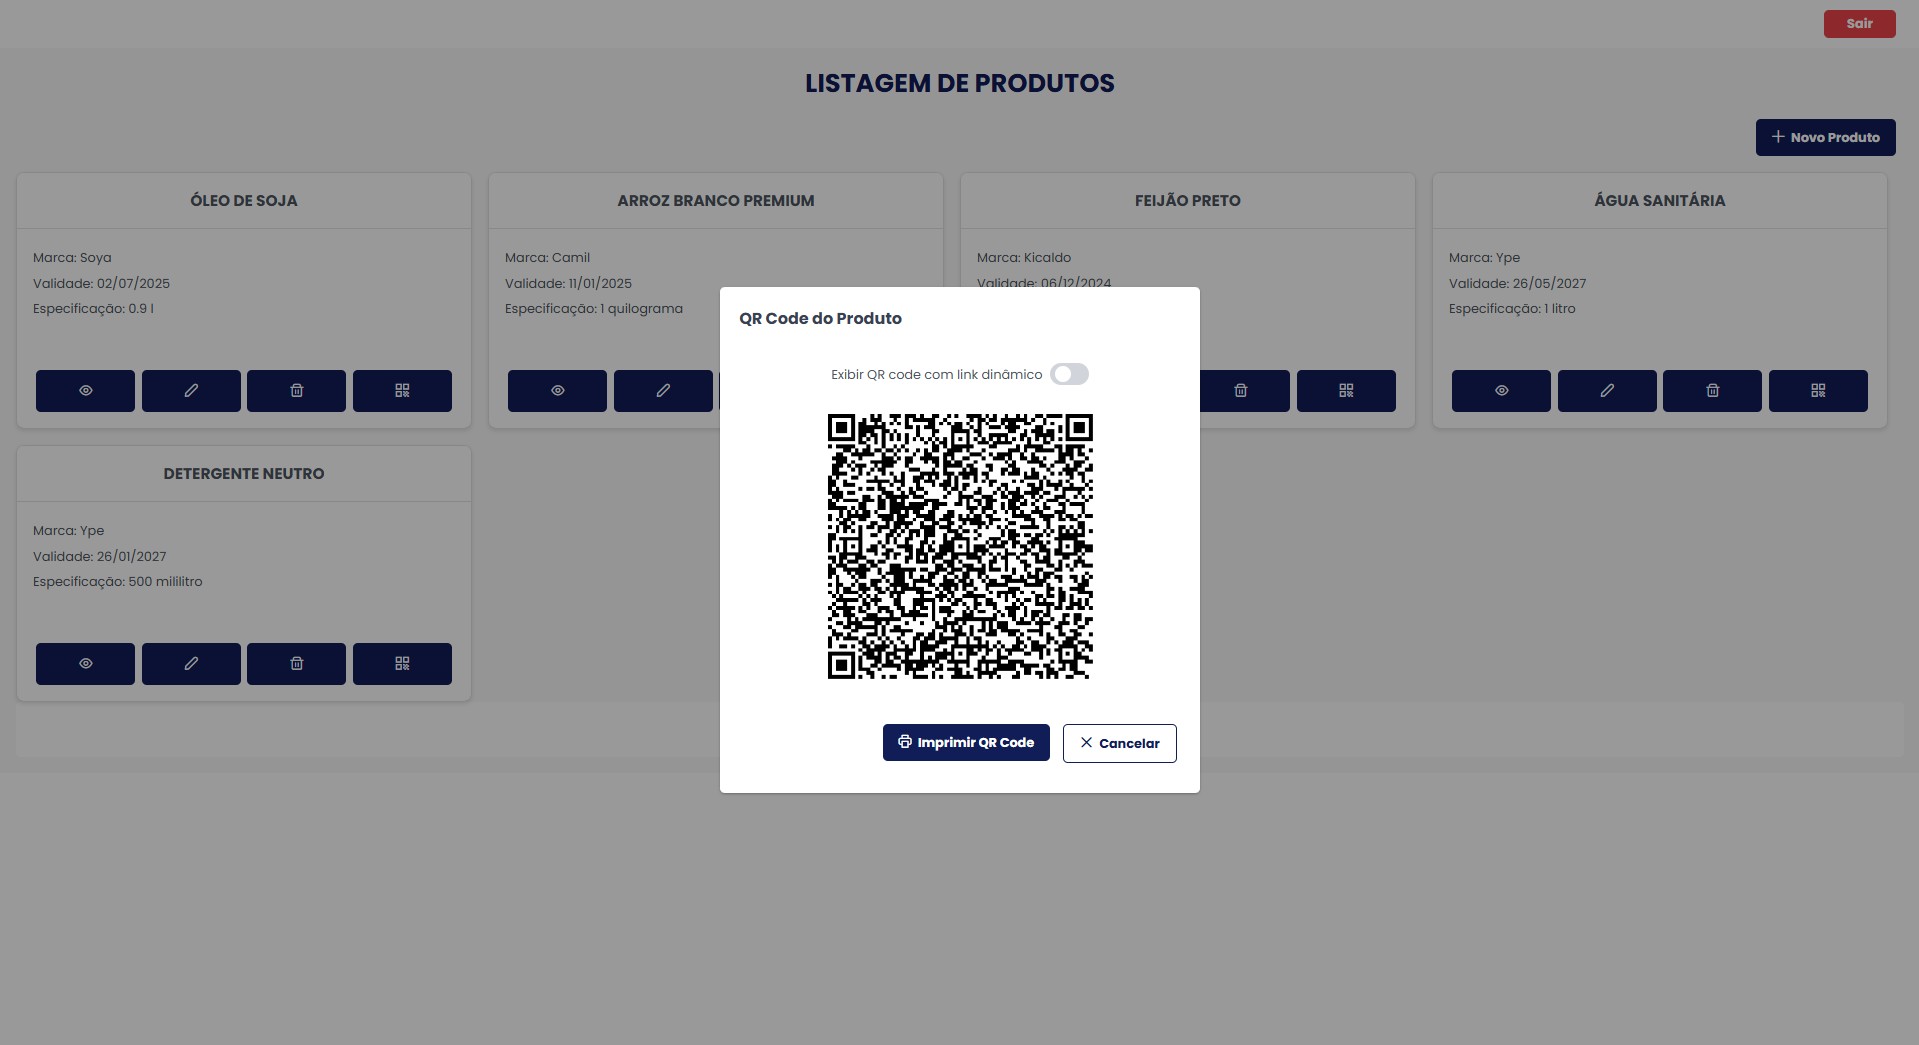 Sair
LISTAGEM DE PRODUTOS
Novo Produto
ÓLEO DE SOJA
Marca: Soya
Validade: 02/07/2025
Especificação: 0.9 l
ARROZ BRANCO PREMIUM
Marca: Camil
Validade: 11/01/2025
Especificação: 1 quilograma
FEIJÃO PRETO
Marca: Kicaldo
Validade: 06/12/2024
ÁGUA SANITÁRIA
Marca: Ype
Validade: 26/05/2027
Especificação: 1 litro
DETERGENTE NEUTRO
Marca: Ype
Validade: 26/01/2027
Especificação: 500 mililitro
QR Code do Produto
Exibir QR code com link dinâmico
Imprimir QR Code
Cancelar